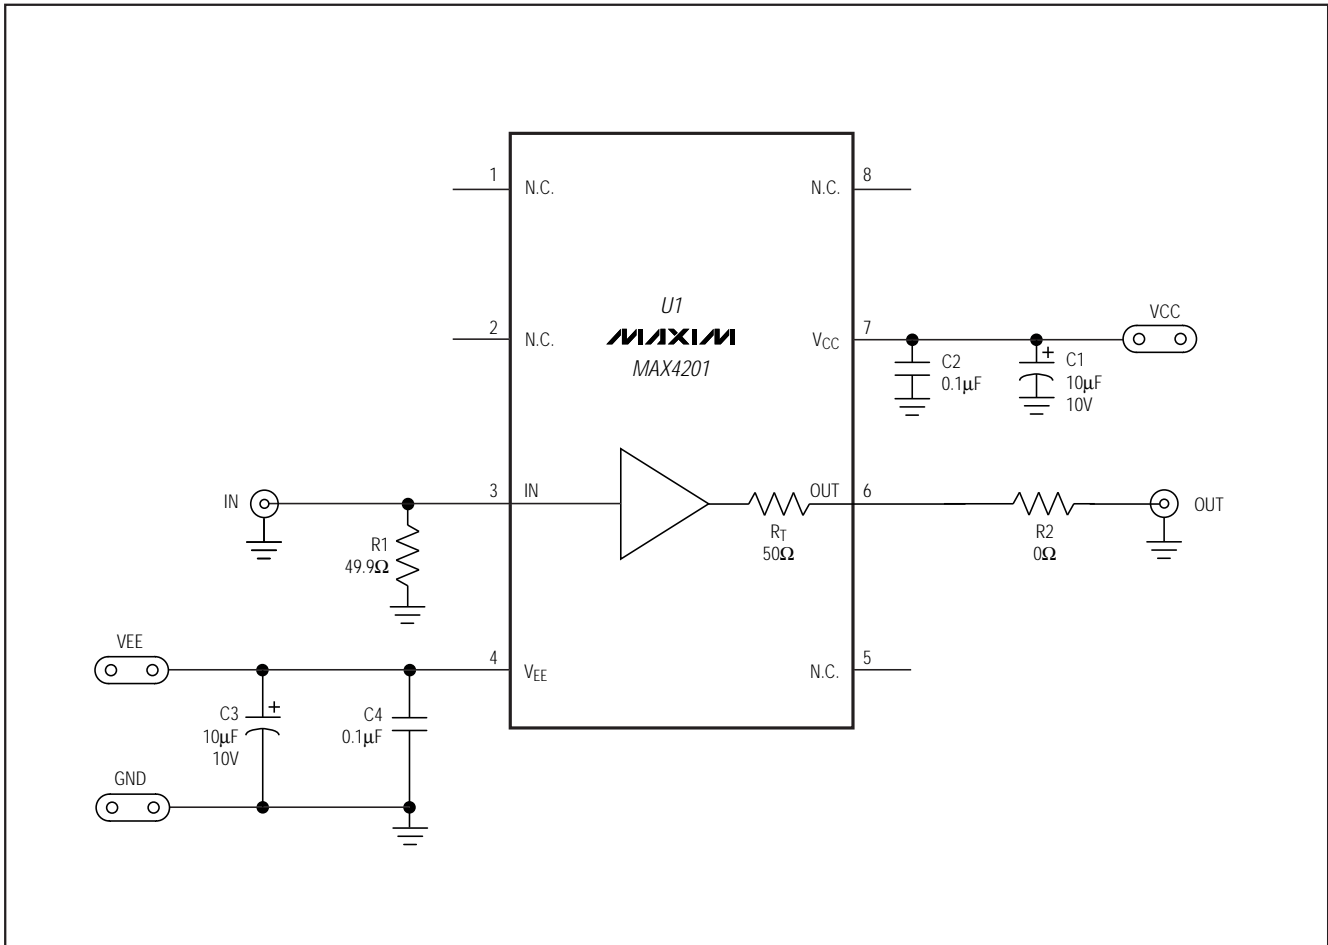 1
N.C.
N.C.
8
U1
MAXIM
MAX4201
2
N.C.
VCC
7
VCC
C2
0.1µF
+
C1
10µF
10V
IN
3
IN
OUT
6
OUT
R1
49.9Ω
RT
50Ω
R2
0Ω
VEE
4
VEE
N.C.
5
C3
+
10µF
10V
C4
0.1µF
GND